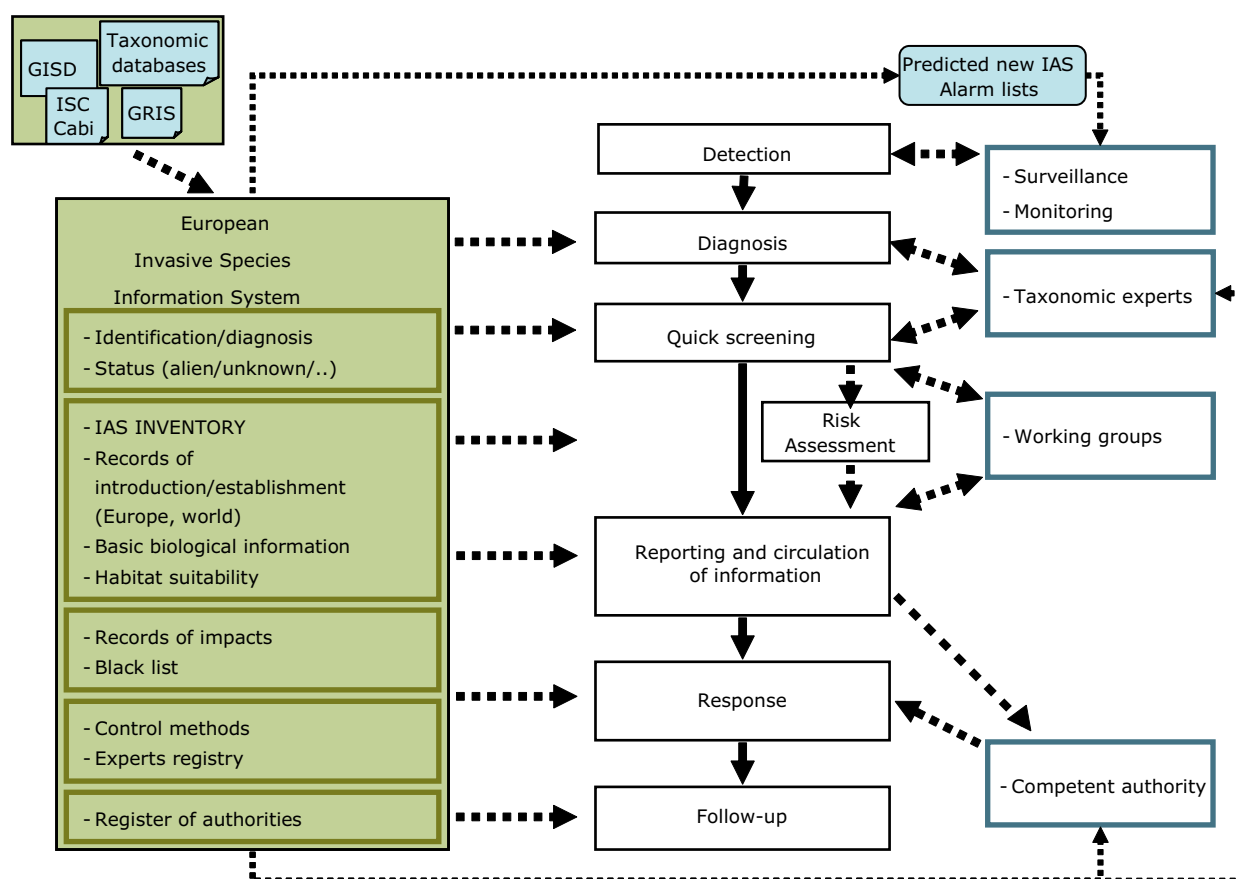 Taxonomic
databases
GISD
ISC
Cabi
GRIS
Predicted new IAS
Alarm lists
Detection
- Surveillance
- Monitoring
European
Invasive Species
Information System
Diagnosis
- Taxonomic experts
- Identification/diagnosis
- Status (alien/unknown/..)
Quick screening
- IAS INVENTORY
- Records of
introduction/establishment
(Europe, world)
- Basic biological information
- Habitat suitability
Risk
Assessment
- Working groups
Reporting and circulation
of information
- Records of impacts
- Black list
Response
- Control methods
- Experts registry
- Competent authority
- Register of authorities
Follow-up